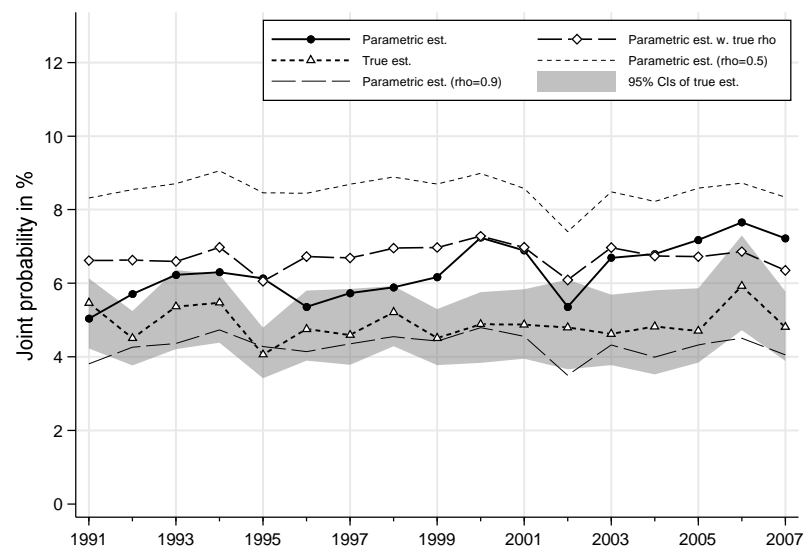 Parametric est.
Parametric est. w. true rho
True est.
Parametric est. (rho=0.5)
Parametric est. (rho=0.9)
95% CIs of true est.
Joint probability in %
12
10
8
6
4
2
0
1991 1993 1995 1997 1999 2001 2003 2005 2007